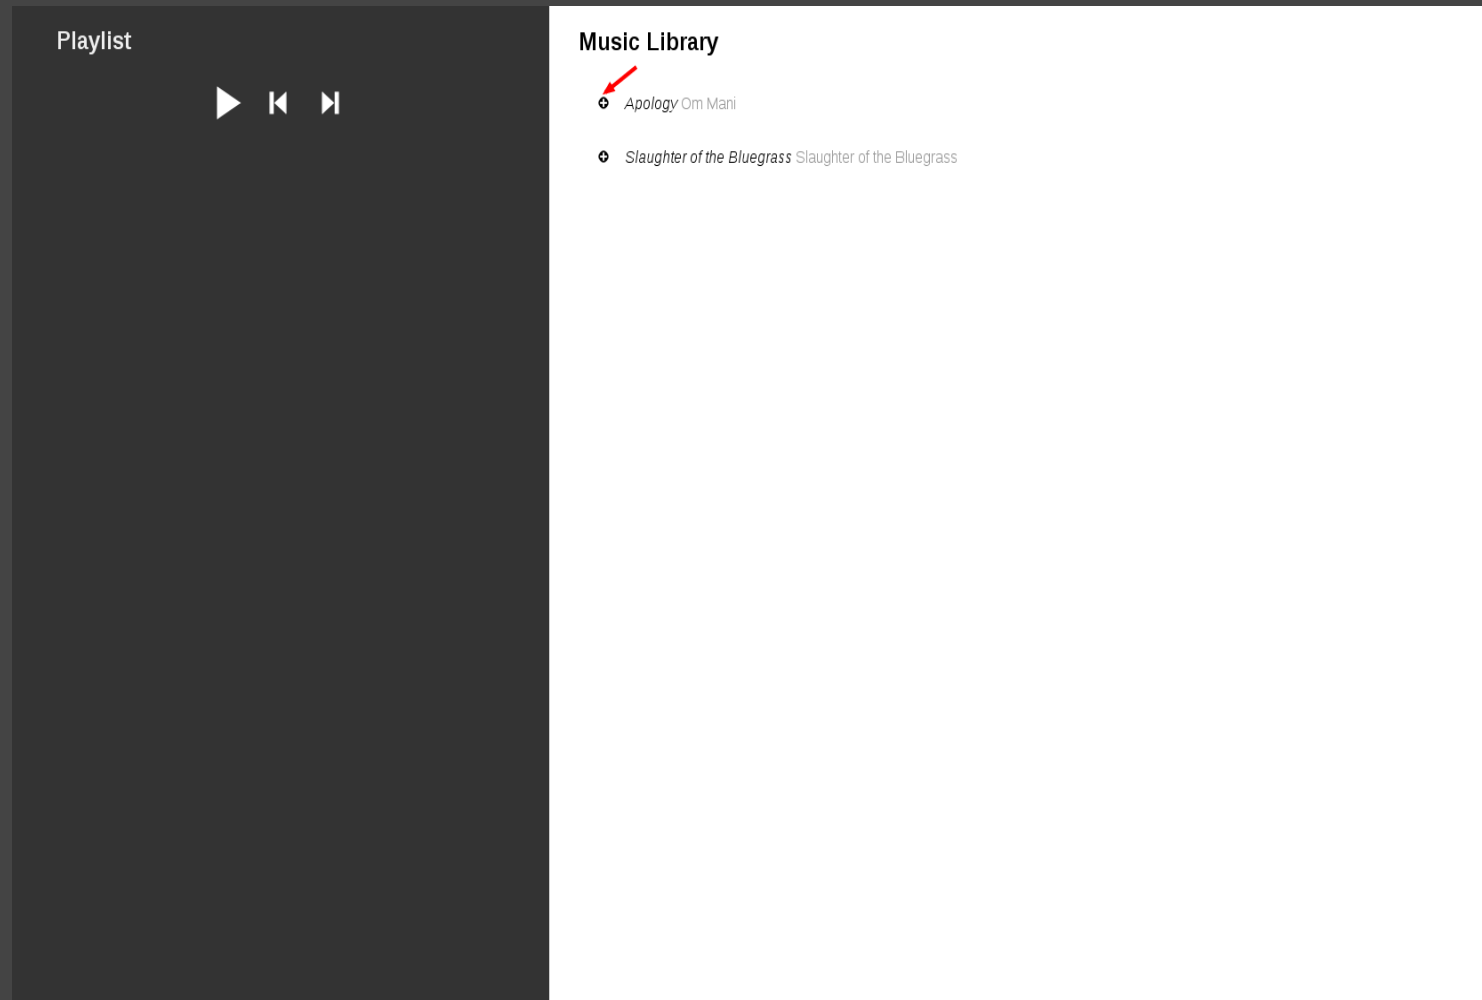 Playlist
Music Library
Apology Om Mani
Slaughter of the Bluegrass Slaughter of the Bluegrass